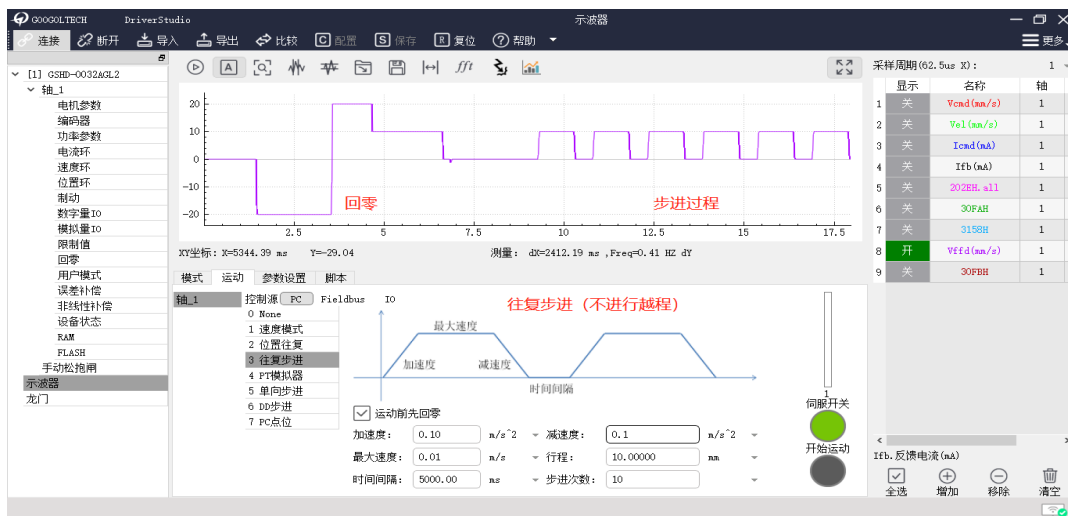 GOOGOLTECH DriverStudio 示波器
连接 断开 导入 导出 比较 C 配置 S 保存 R 复位 ? 帮助 更多
[1] GSHD-0032AGL2
轴_1
电机参数
编码器
功率参数
电流环
速度环
位置环
制动
数字量IO
模拟量IO
限制值
回零
用户模式
误差补偿
非线性补偿
设备状态
RAM
FLASH
手动松抱闸
示波器
龙门
A fft
20
10
0
-10
-20
回零 步进过程
2.5 5 7.5 10 12.5 15 17.5
XY坐标: X=5344.39 ms Y=-29.04 测量: dX=2412.19 ms ,Freq=0.41 HZ dY
模式 运动 参数设置 脚本
轴_1
控制源 PC Fieldbus IO
0 None
1 速度模式
2 位置往复
3 往复步进
4 PT模拟器
5 单向步进
6 DD步进
7 PC点位
往复步进（不进行越程）
最大速度
加速度 减速度
时间间隔
运动前先回零
加速度: 0.10 m/s^2 减速度: 0.1 m/s^2
最大速度: 0.01 m/s 行程: 10.00000 mm
时间间隔: 5000.00 ms 步进次数: 10
1
伺服开关
开始运动
采样周期(62.5us X): 1
显示 名称 轴
1 关 Vcmd(mm/s) 1
2 关 Vel(mm/s) 1
3 关 Icmd(mA) 1
4 关 Ifb(mA) 1
5 关 202EH.all 1
6 关 30FAH 1
7 关 3158H 1
8 开 Vffd(mm/s) 1
9 关 30FBH 1
Ifb.反馈电流(mA)
全选 增加 移除 清空